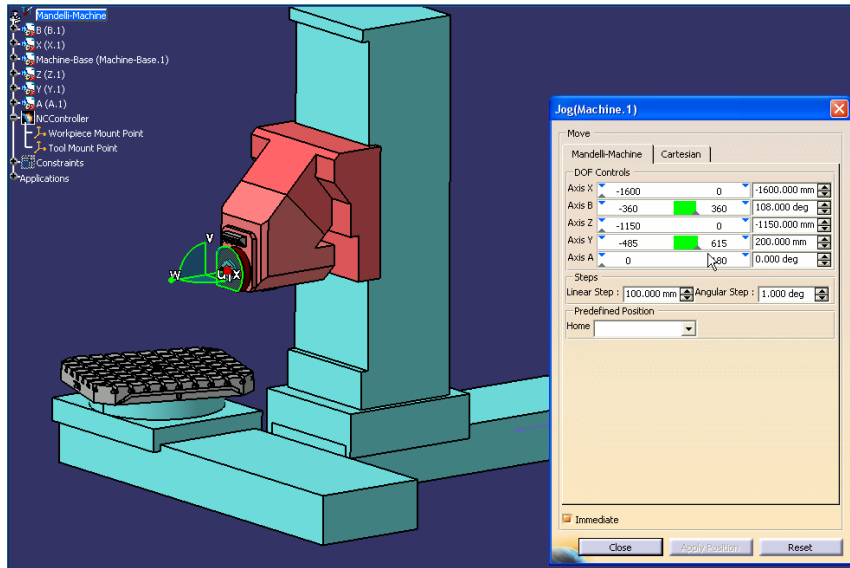 Mandelli-Machine
B (B.1)
X (X.1)
Machine-Base (Machine-Base.1)
Z (Z.1)
Y (Y.1)
A (A.1)
NCController
Workpiece Mount Point
Tool Mount Point
Constraints
Applications
V
W
U
X
Jog(Machine.1)
Move
Mandelli-Machine Cartesian
DOF Controls
Axis X -1600 0 -1600.000 mm
Axis B -360 360 108.000 deg
Axis Z -1150 0 -1150.000 mm
Axis Y -485 615 200.000 mm
Axis A 0 0.000 deg
Steps
Linear Step : 100.000 mm Angular Step : 1.000 deg
Predefined Position
Home
Immediate
Close Apply Position Reset